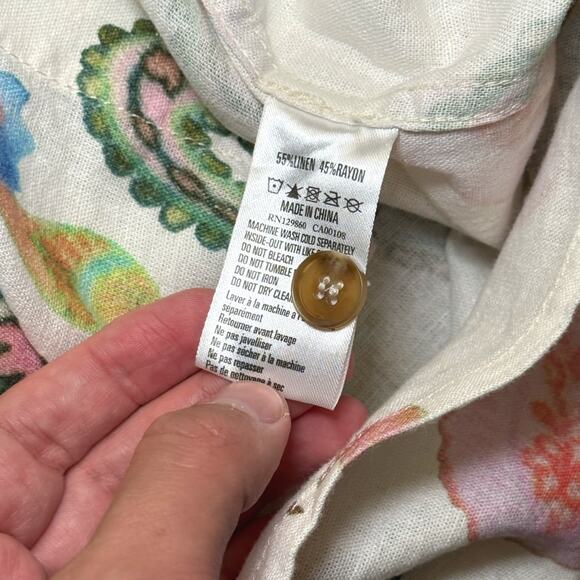 55%LINEN 45%RAYON
MADE IN CHINA
RN129860 CA00108
MACHINE WASH COLD SEPARATELY
INSIDE-OUT WITH LIKE
DO NOT BLEACH
DO NOT TUMBLE
DO NOT IRON
DO NOT DRY CLEAN
Laver à la machine à
séparément
Retourner avant lavage
Ne pas javelliser
Ne pas sécher à la machine
Ne pas repasser
Pas de nettoyage à sec